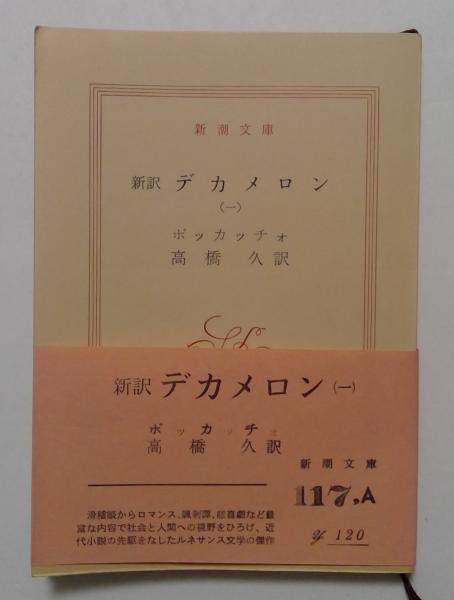 新潮文庫
新訳 デカメロン
(一)
ボッカッチォ
高橋 久訳
新訳 デカメロン (一)
ボッカッチォ
高橋 久訳
新潮文庫
117,A
120
滑稽談からロマンス、諷刺譚、悲喜劇など豊
富な内容で社会と人間への視野をひろげ、近
代小説の先駆をなしたルネサンス文学の傑作